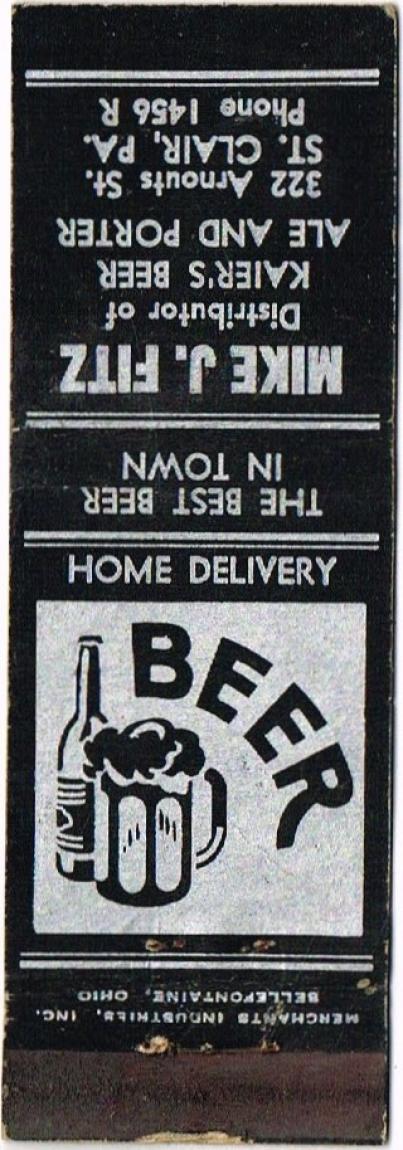 HOME DELIVERY
BEER
THE BEST BEER
IN TOWN
MIKE J. FITZ
Distributor of
KAIER'S BEER
ALE AND PORTER
322 Arnouts St.
ST. CLAIR, PA.
Phone 1456 R
MERCHANTS INDUSTRIES, INC.
BELLEFONTAINE, OHIO